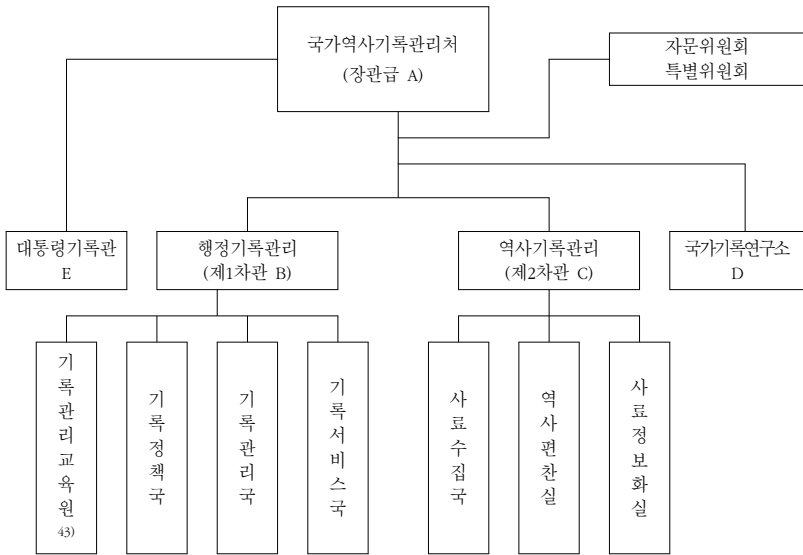 국가역사기록관리처
(장관급 A)
자문위원회
특별위원회
대통령기록관
E
행정기록관리
(제1차관 B)
역사기록관리
(제2차관 C)
국가기록연구소
D
기록관리교육원
43)
기록정책국
기록관리국
기록서비스국
사료수집국
역사편찬실
사료정보화실